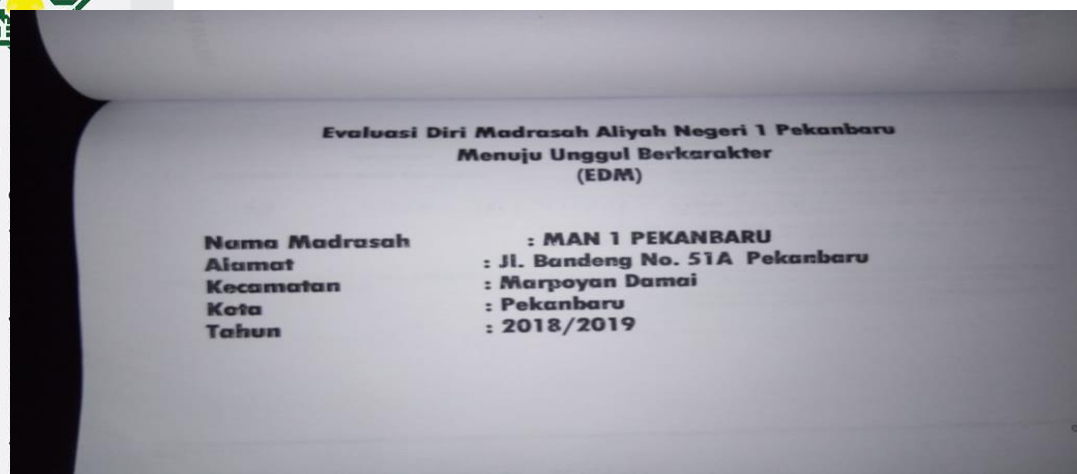 Evaluasi Diri Madrasah Aliyah Negeri 1 Pekanbaru
Menuju Unggul Berkarakter
(EDM)
Nama Madrasah : MAN 1 PEKANBARU
Alamat : Jl. Bandeng No. 51A Pekanbaru
Kecamatan : Marpoyan Damai
Kota : Pekanbaru
Tahun : 2018/2019